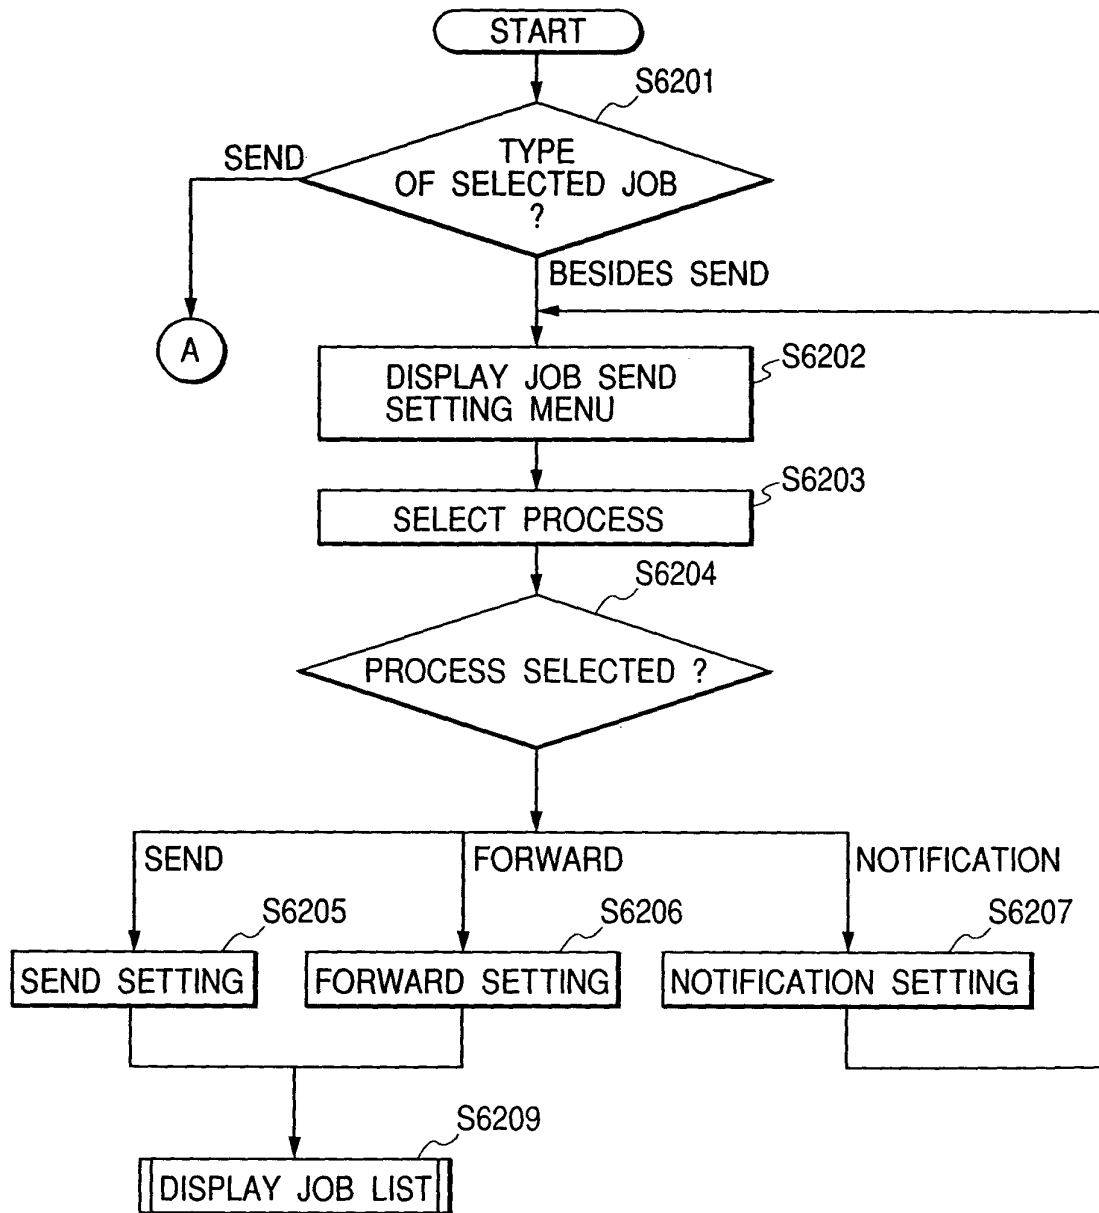 START
S6201
TYPE
OF SELECTED JOB
?
SEND
BESIDES SEND
A
S6202
DISPLAY JOB SEND
SETTING MENU
S6203
SELECT PROCESS
S6204
PROCESS SELECTED ?
SEND
FORWARD
NOTIFICATION
S6205
S6206
S6207
SEND SETTING
FORWARD SETTING
NOTIFICATION SETTING
S6209
DISPLAY JOB LIST